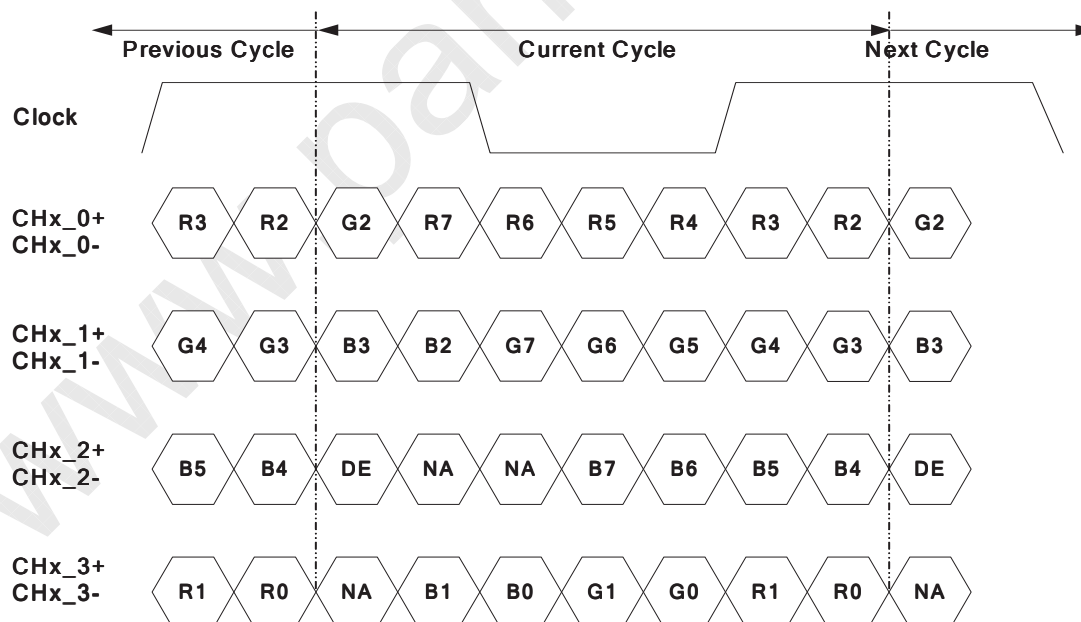 Previous Cycle Current Cycle Next Cycle
Clock
CHx_0+
CHx_0-
R3 R2 G2 R7 R6 R5 R4 R3 R2 G2
CHx_1+
CHx_1-
G4 G3 B3 B2 G7 G6 G5 G4 G3 B3
CHx_2+
CHx_2-
B5 B4 DE NA NA B7 B6 B5 B4 DE
CHx_3+
CHx_3-
R1 R0 NA B1 B0 G1 G0 R1 R0 NA
www.pan